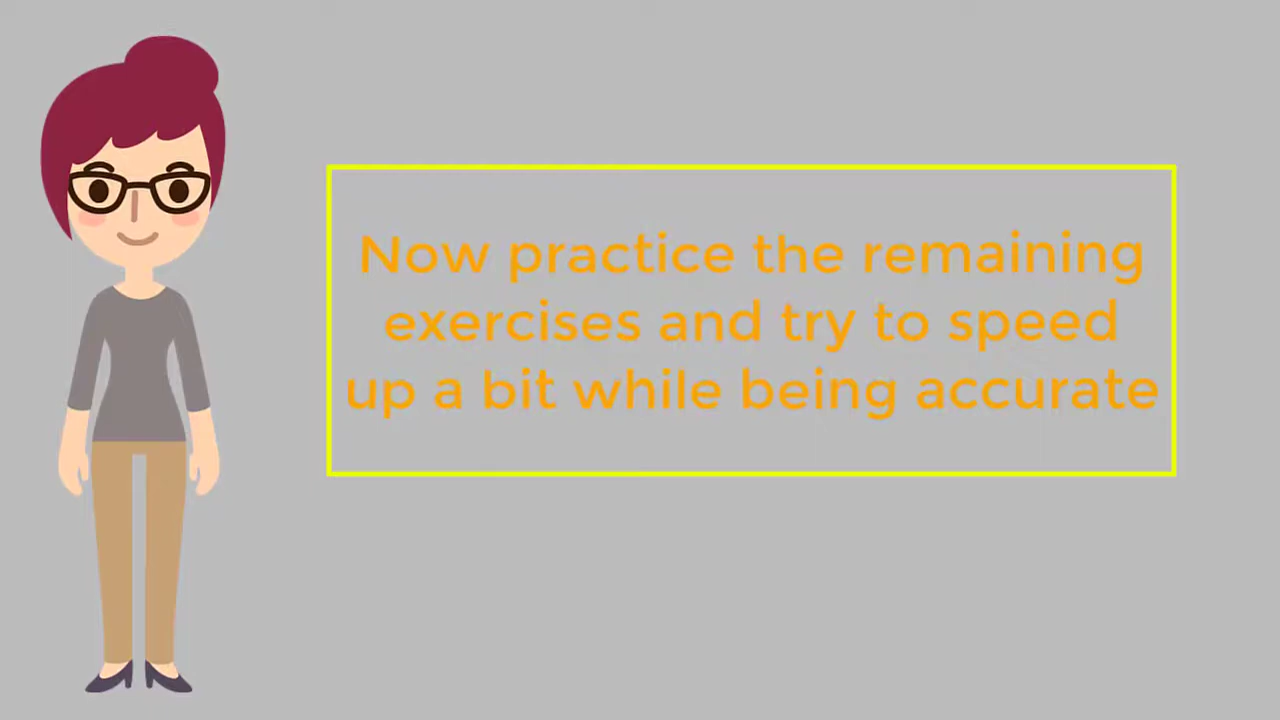 Now practice the remaining
exercises and try to speed
up a bit while being accurate